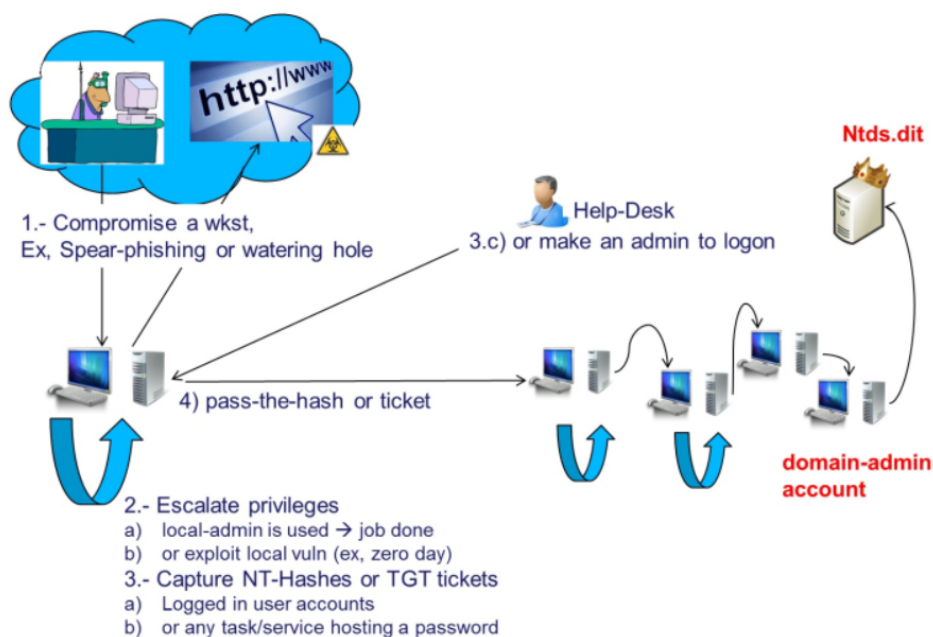 http://www
Ntds.dit
1.- Compromise a wkst,
Ex, Spear-phishing or watering hole
Help-Desk
3.c) or make an admin to logon
4) pass-the-hash or ticket
domain-admin
account
2.- Escalate privileges
a) local-admin is used → job done
b) or exploit local vuln (ex, zero day)
3.- Capture NT-Hashes or TGT tickets
a) Logged in user accounts
b) or any task/service hosting a password